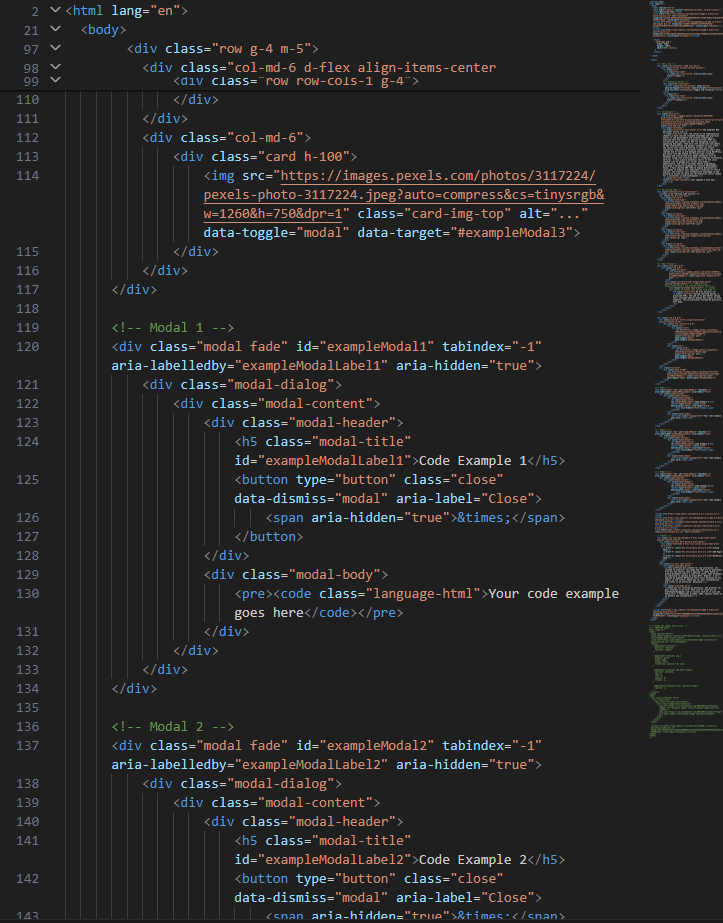 2 <html lang="en">
21 <body>
97 <div class="row g-4 m-5">
98 <div class="col-md-6 d-flex align-items-center
99 <div class="row row-cols-1 g-4">
110 </div>
111 </div>
112 <div class="col-md-6">
113 <div class="card h-100">
114 <img src="https://images.pexels.com/photos/3117224/
pexels-photo-3117224.jpeg?auto=compress&cs=tinysrgb&
w=1260&h=750&dpr=1" class="card-img-top" alt="..."
data-toggle="modal" data-target="#exampleModal3">
115 </div>
116 </div>
117 </div>
118
119 <!-- Modal 1 -->
120 <div class="modal fade" id="exampleModal1" tabindex="-1"
aria-labelledby="exampleModalLabel1" aria-hidden="true">
121 <div class="modal-dialog">
122 <div class="modal-content">
123 <div class="modal-header">
124 <h5 class="modal-title"
id="exampleModalLabel1">Code Example 1</h5>
125 <button type="button" class="close"
data-dismiss="modal" aria-label="Close">
126 <span aria-hidden="true">&times;</span>
127 </button>
128 </div>
129 <div class="modal-body">
130 <pre><code class="language-html">Your code example
goes here</code></pre>
131 </div>
132 </div>
133 </div>
134 </div>
135
136 <!-- Modal 2 -->
137 <div class="modal fade" id="exampleModal2" tabindex="-1"
aria-labelledby="exampleModalLabel2" aria-hidden="true">
138 <div class="modal-dialog">
139 <div class="modal-content">
140 <div class="modal-header">
141 <h5 class="modal-title"
id="exampleModalLabel2">Code Example 2</h5>
142 <button type="button" class="close"
data-dismiss="modal" aria-label="Close">
143 <span aria-hidden="true">&times;</span>